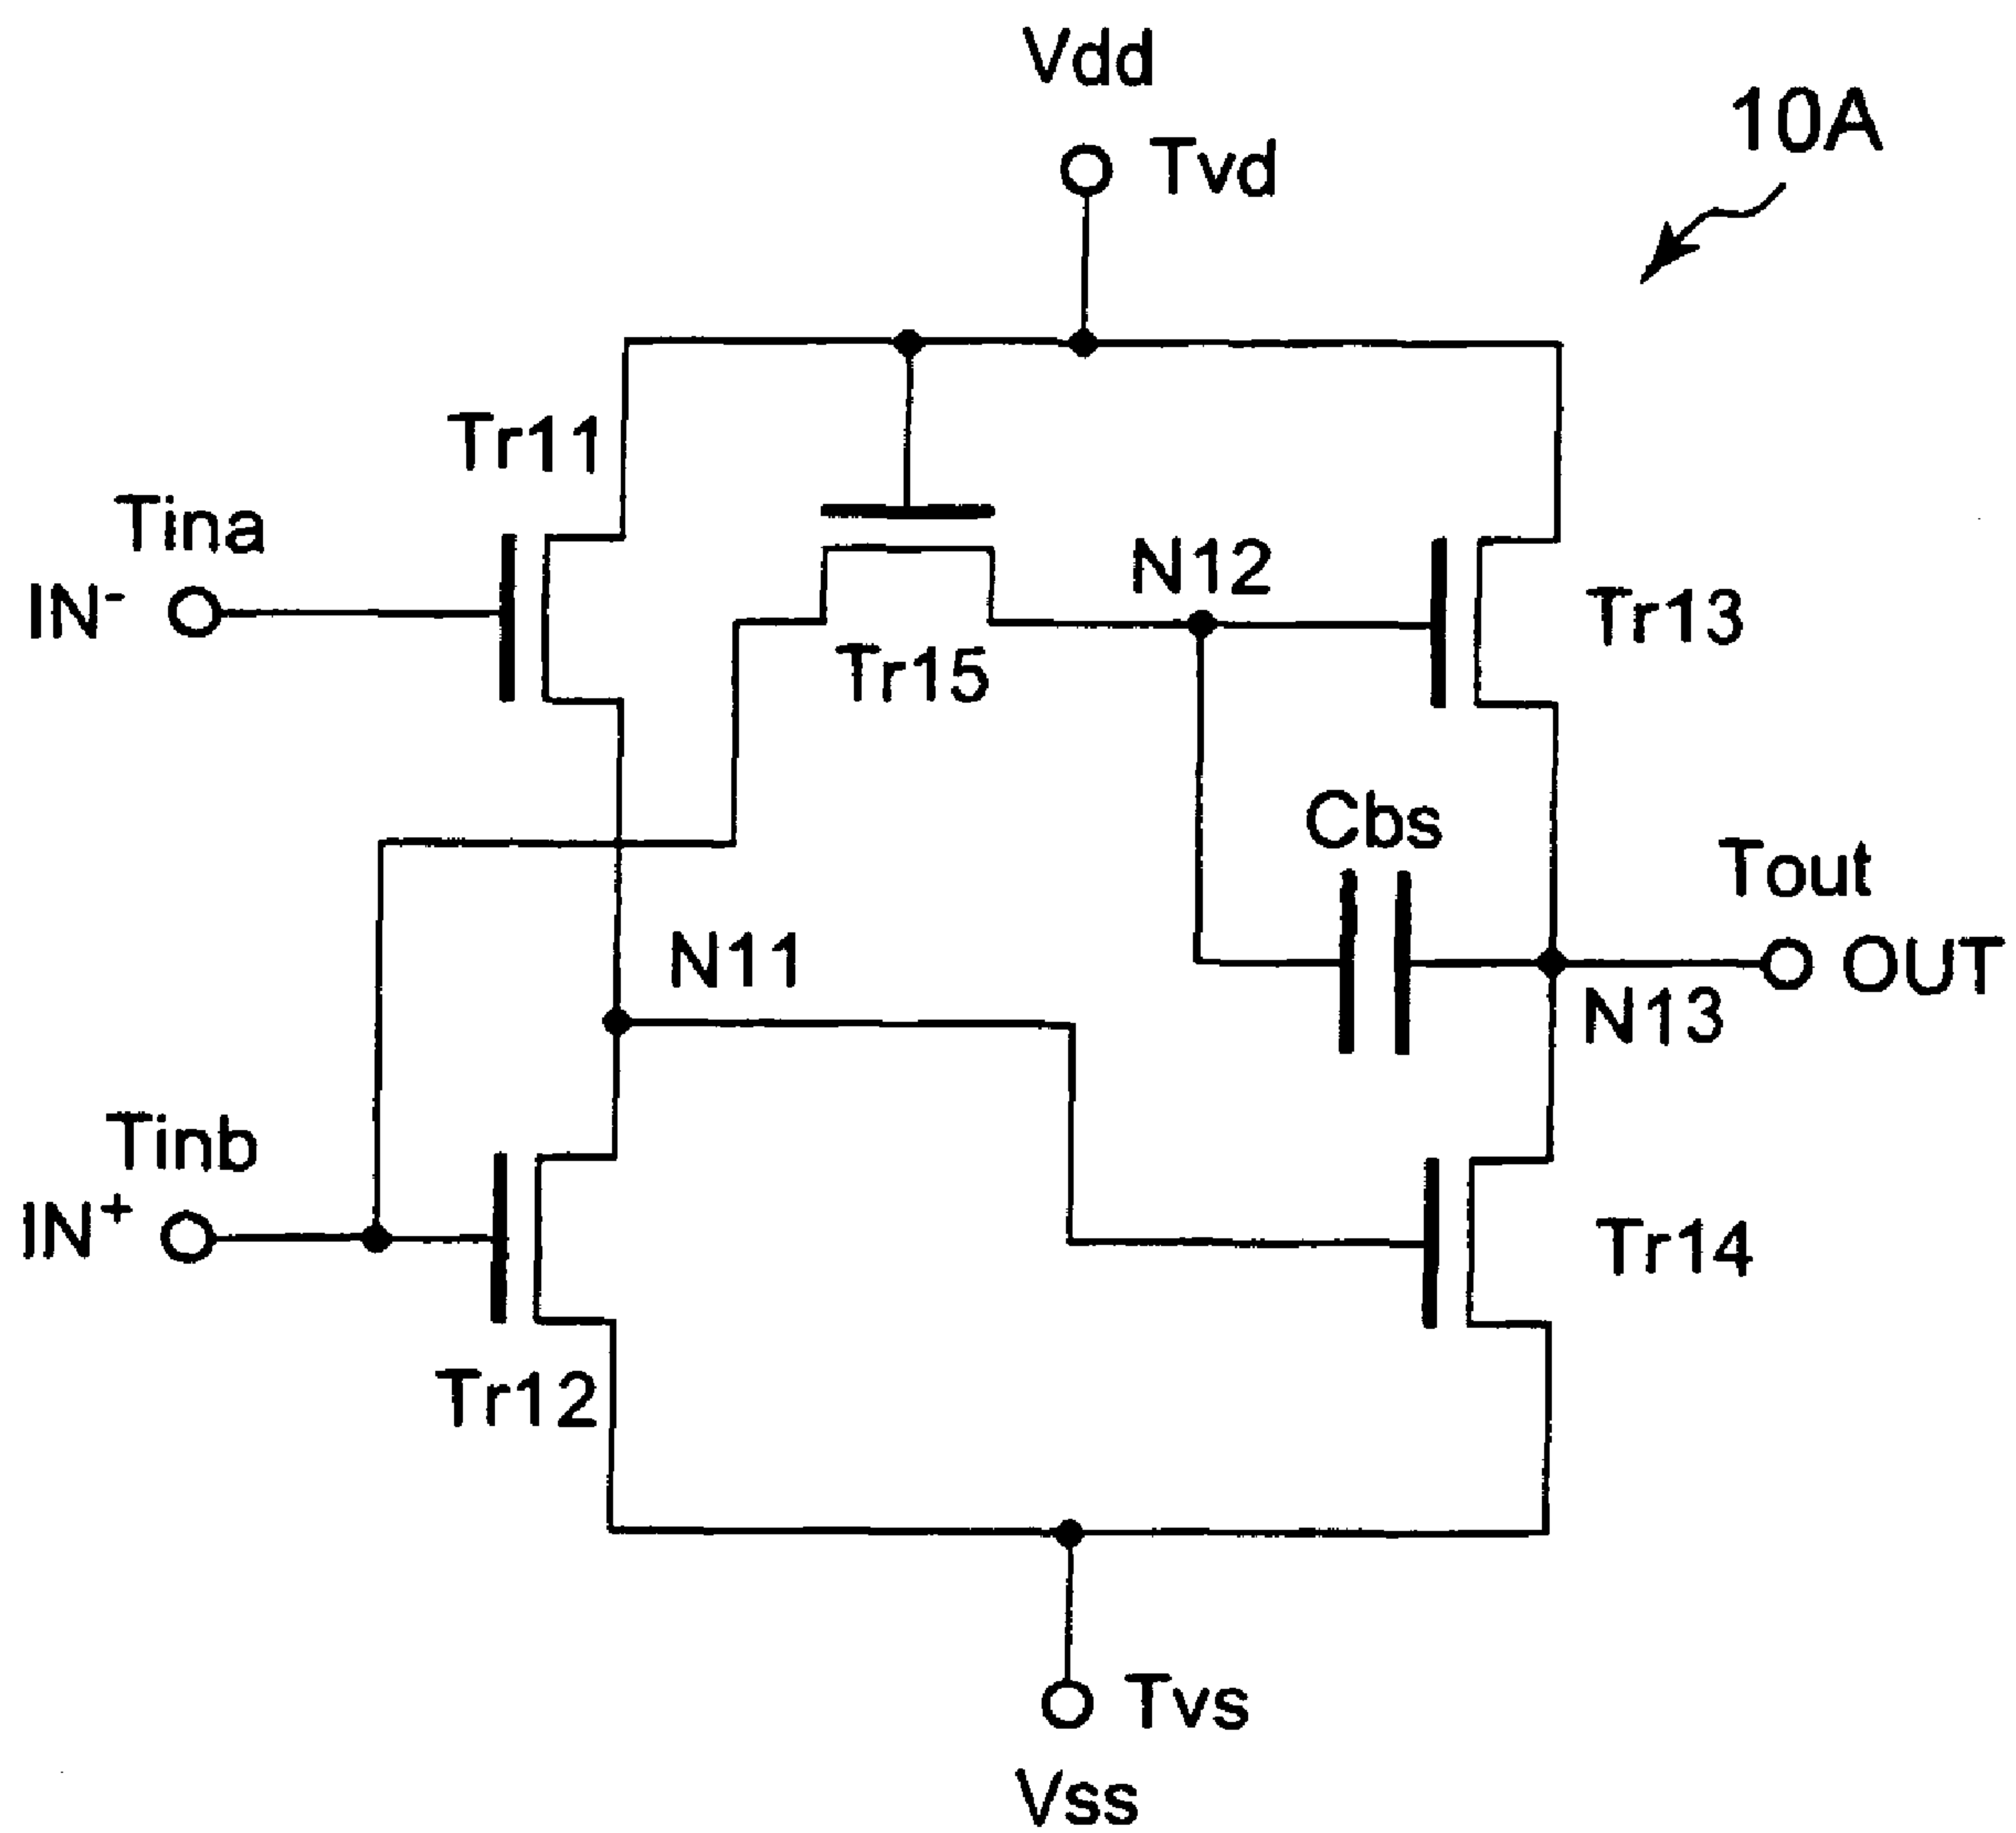 Vdd
Tvd
10A
Tr11
Tina
IN-
N12
Tr13
Tr15
Cbs
Tout
OUT
N11
N13
Tinb
IN+
Tr14
Tr12
Tvs
Vss